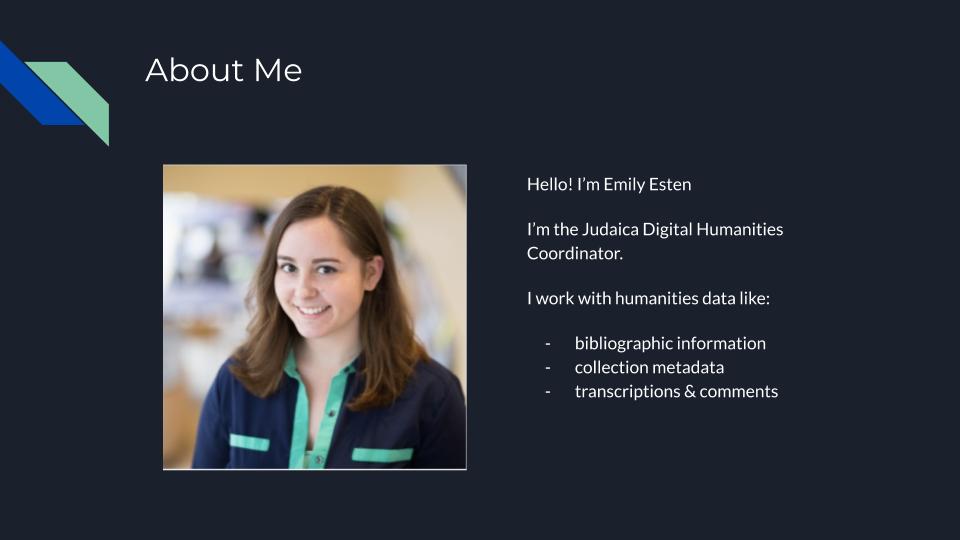 About Me
Hello! I’m Emily Esten
I’m the Judaica Digital Humanities
Coordinator.
I work with humanities data like:
- bibliographic information
- collection metadata
- transcriptions & comments